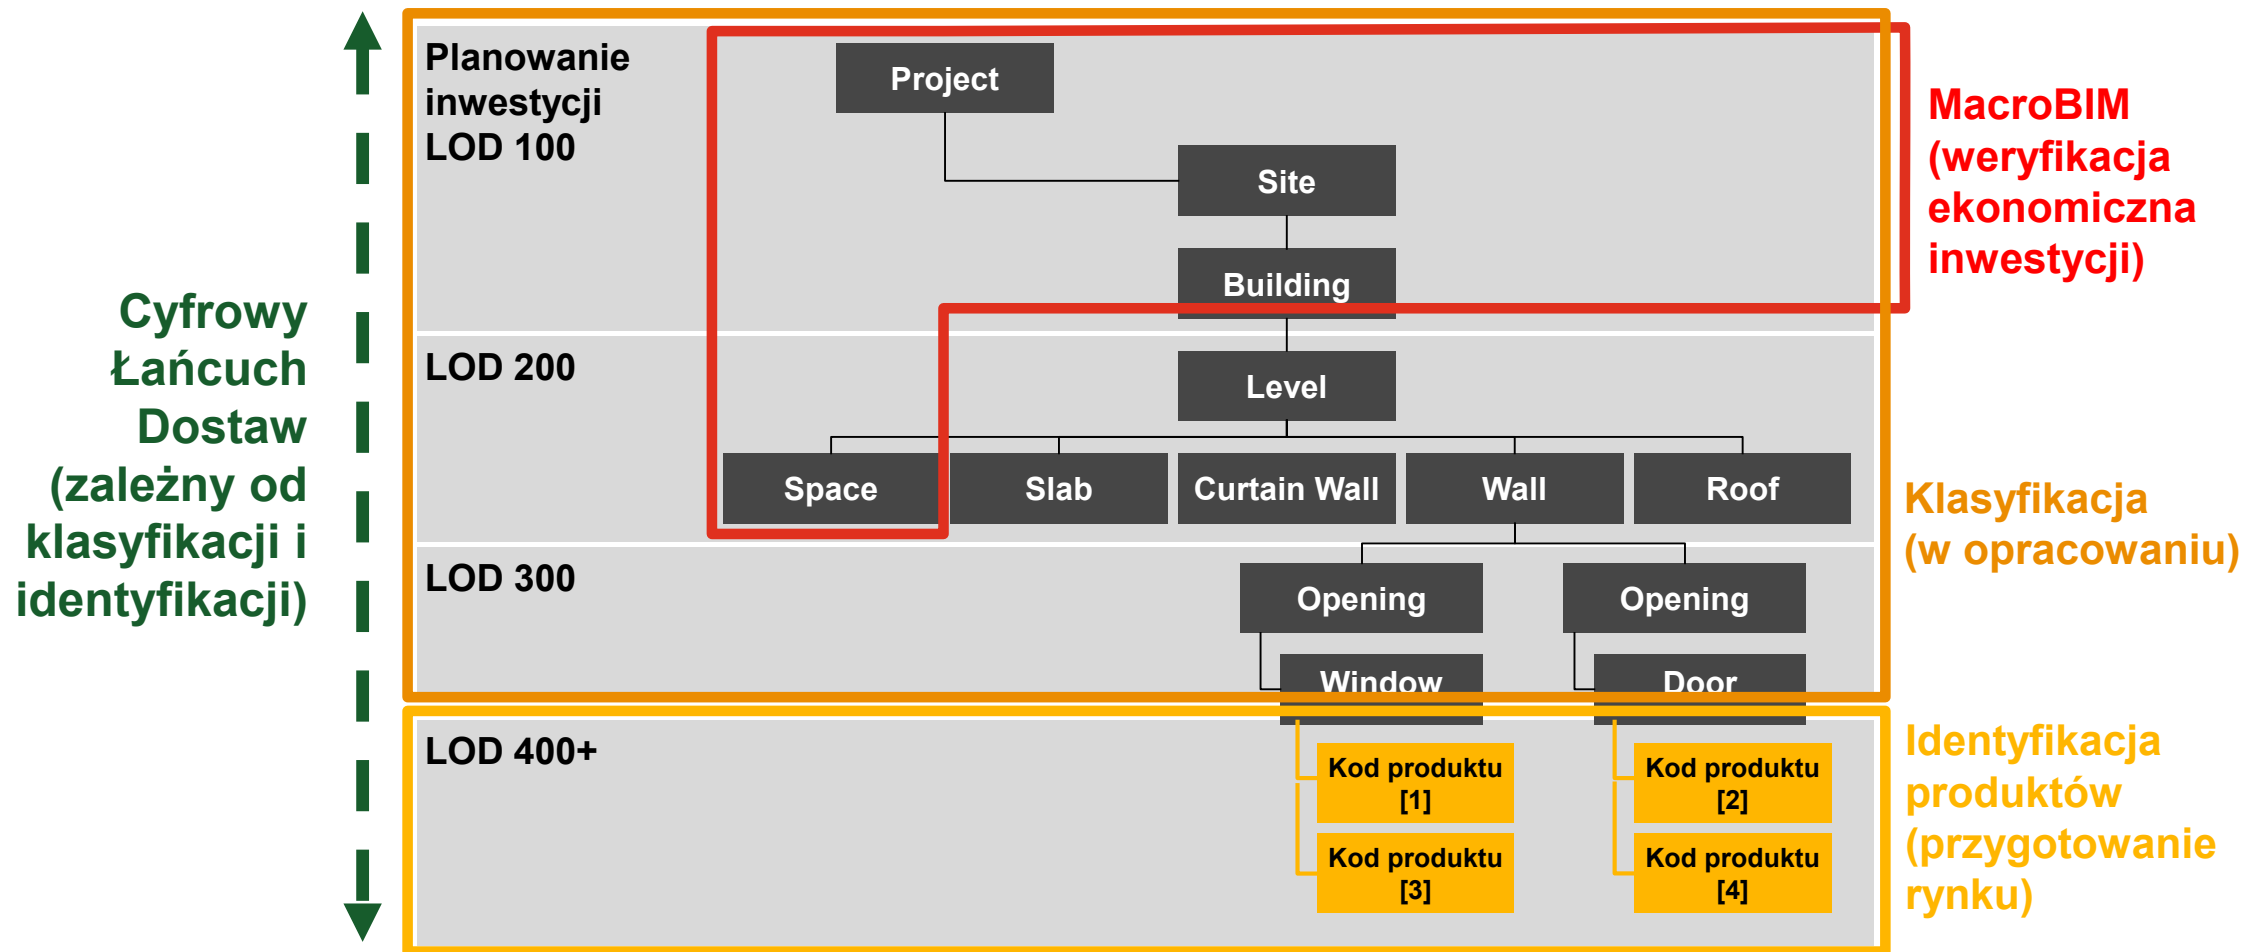 Cyfrowy
Łańcuch
Dostaw
(zależny od
klasyfikacji i
identyfikacji)
Planowanie
inwestycji
LOD 100
Project
Site
Building
MacroBIM
(weryfikacja
ekonomiczna
inwestycji)
LOD 200
Level
Space
Slab
Curtain Wall
Wall
Roof
Klasyfikacja
(w opracowaniu)
LOD 300
Opening
Opening
Window
Door
LOD 400+
Kod produktu
[1]
Kod produktu
[2]
Kod produktu
[3]
Kod produktu
[4]
Identyfikacja
produktów
(przygotowanie
rynku)